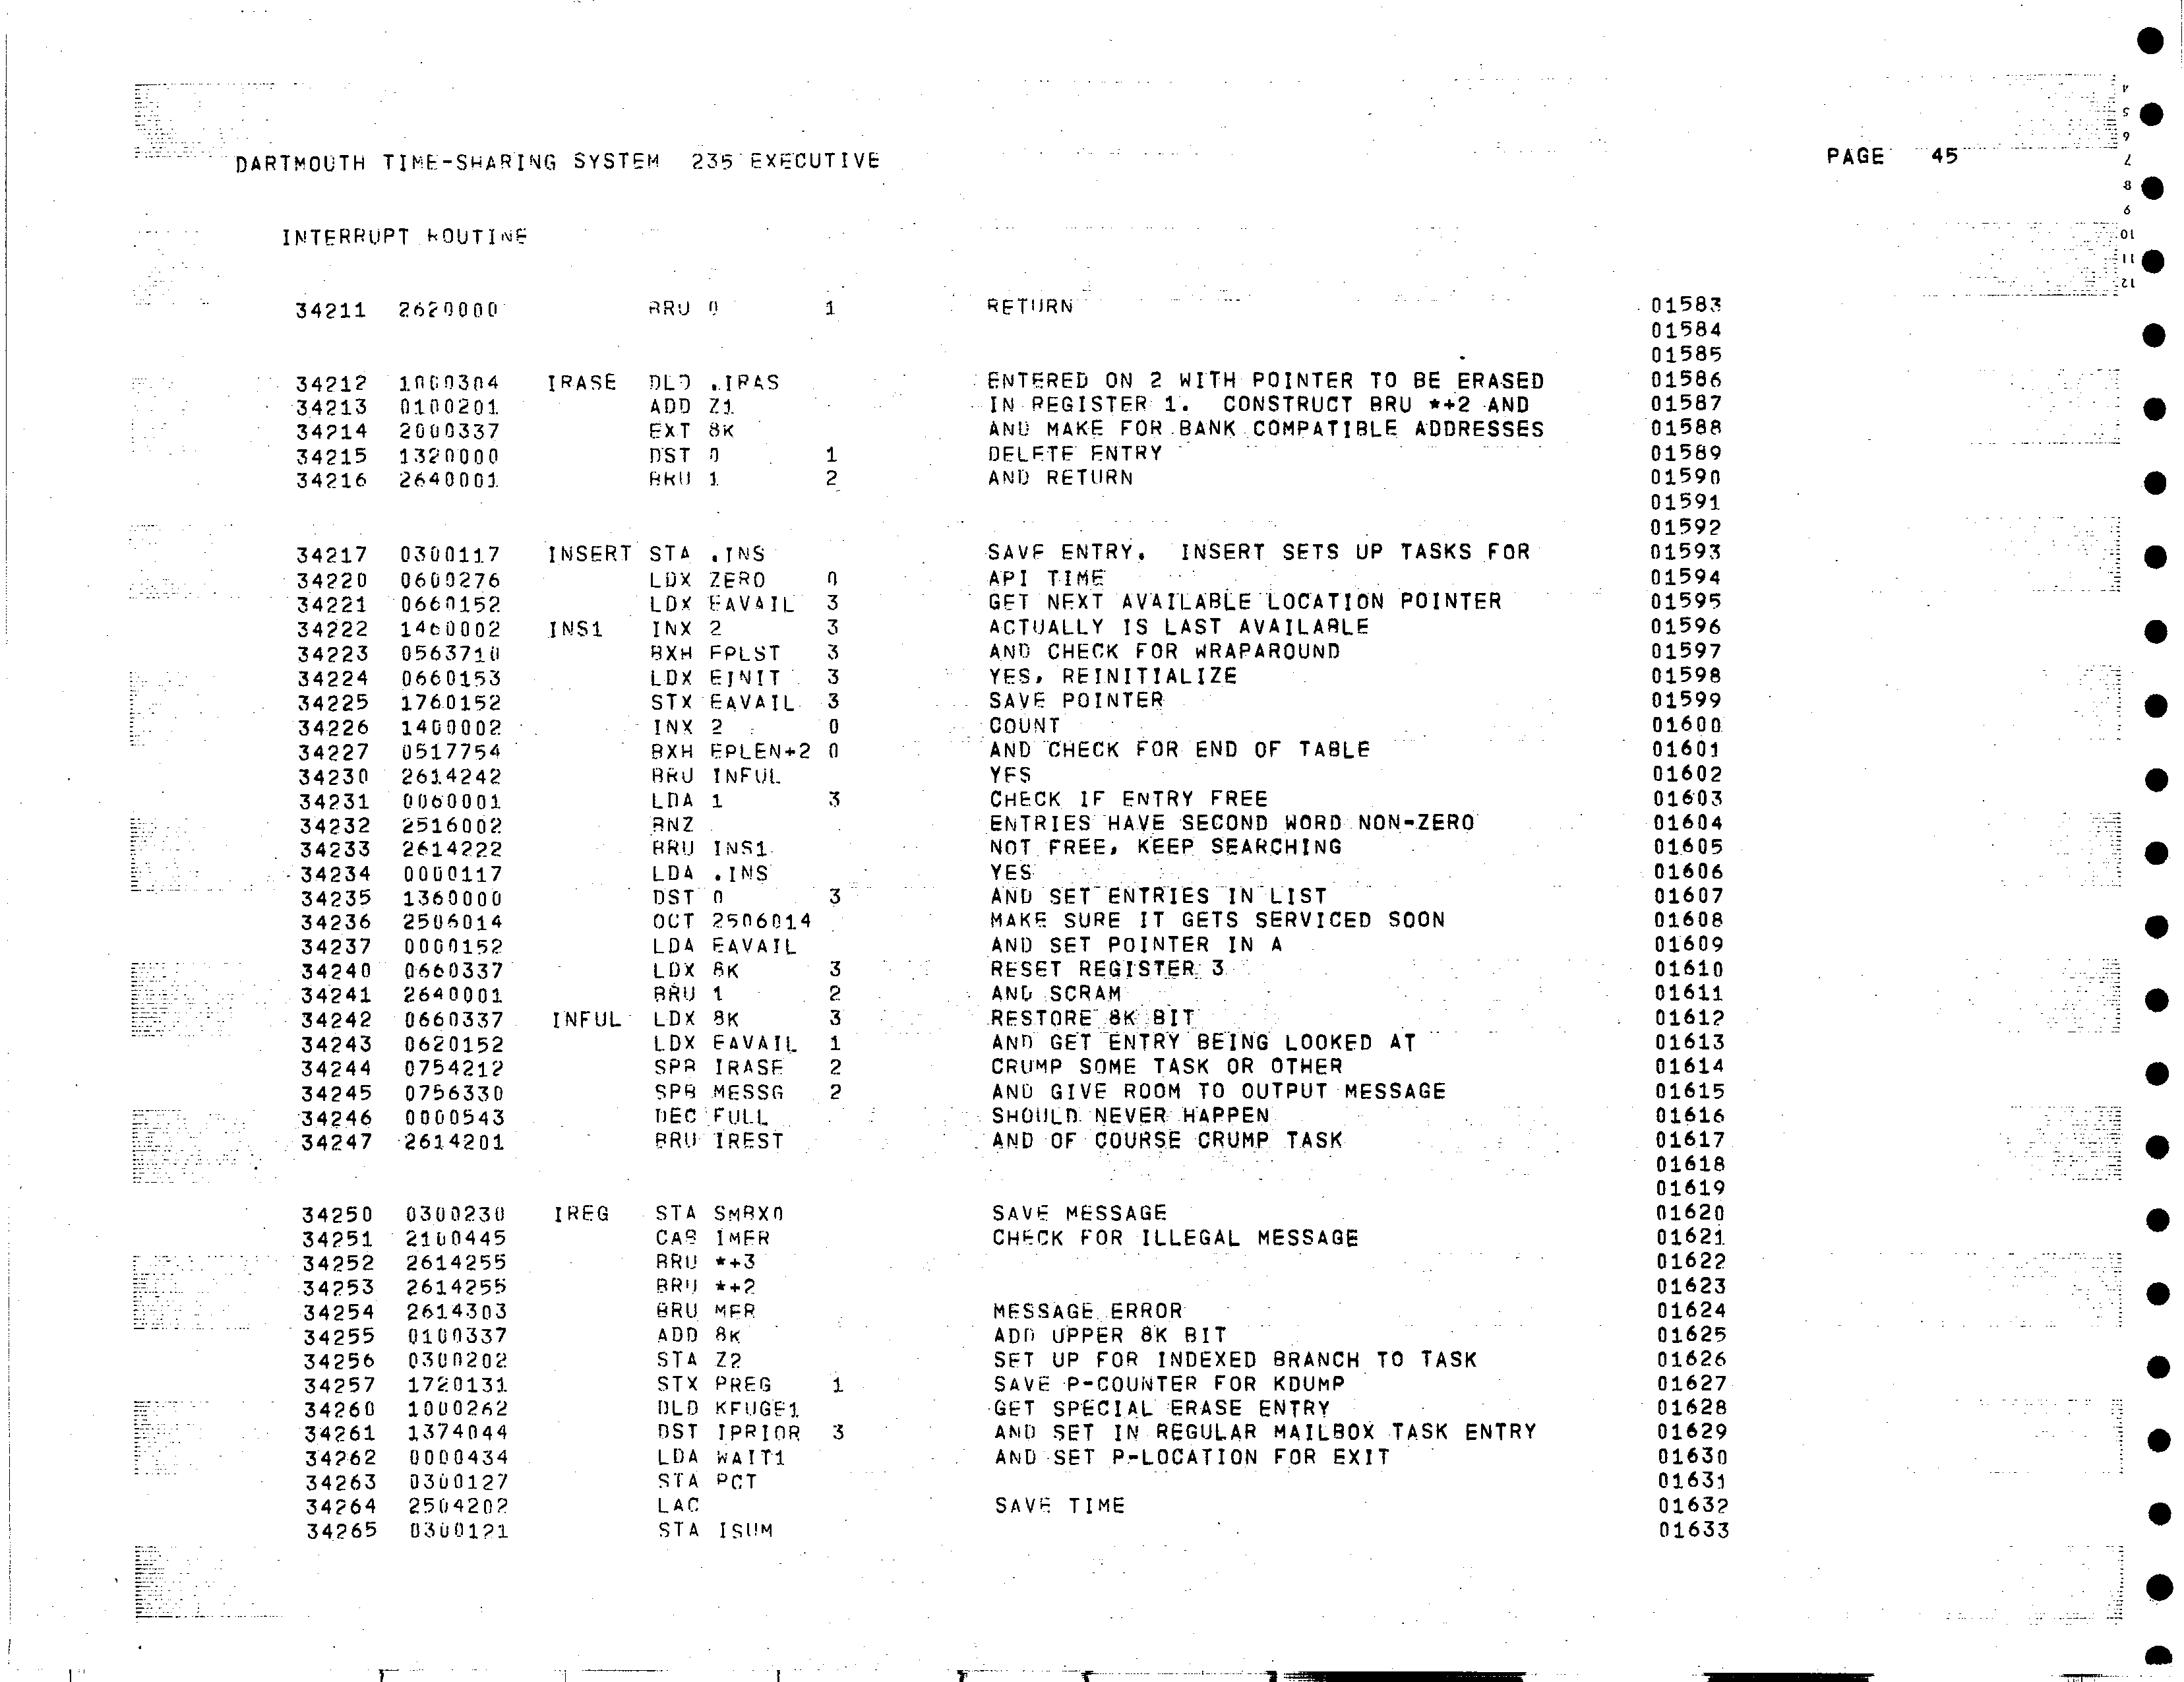 DARTMOUTH TIME-SHARING SYSTEM  235 EXECUTIVE    PAGE   45
INTERRUPT ROUTINE
34211  2620000         BRU 0       1    RETURN    01583
01584
01585
34212  1000304  IRASE  DLD .IRAS        ENTERED ON 2 WITH POINTER TO BE ERASED    01586
34213  0100201         ADD Z1           IN REGISTER 1.  CONSTRUCT BRU *+2 AND    01587
34214  2000337         EXT 8K           AND MAKE FOR BANK COMPATIBLE ADDRESSES    01588
34215  1320000         DST 0       1    DELETE ENTRY    01589
34216  2640001         BRU 1       2    AND RETURN    01590
01591
01592
34217  0300117  INSERT STA .INS         SAVE ENTRY.  INSERT SETS UP TASKS FOR    01593
34220  0600276         LDX ZERO    0    API TIME    01594
34221  0660152         LDX EAVAIL  3    GET NEXT AVAILABLE LOCATION POINTER    01595
34222  1460002  INS1   INX 2       3    ACTUALLY IS LAST AVAILABLE    01596
34223  0563710         BXH EPLST   3    AND CHECK FOR WRAPAROUND    01597
34224  0660153         LDX EINIT   3    YES, REINITIALIZE    01598
34225  1760152         STX EAVAIL  3    SAVE POINTER    01599
34226  1400002         INX 2       0    COUNT    01600
34227  0517754         BXH EPLEN+2 0    AND CHECK FOR END OF TABLE    01601
34230  2614242         BRU INFUL        YES    01602
34231  0060001         LDA 1       3    CHECK IF ENTRY FREE    01603
34232  2516002         BNZ              ENTRIES HAVE SECOND WORD NON-ZERO    01604
34233  2614222         BRU INS1         NOT FREE, KEEP SEARCHING    01605
34234  0000117         LDA .INS         YES    01606
34235  1360000         DST 0       3    AND SET ENTRIES IN LIST    01607
34236  2506014         OCT 2506014      MAKE SURE IT GETS SERVICED SOON    01608
34237  0000152         LDA EAVAIL       AND SET POINTER IN A    01609
34240  0660337         LDX 8K      3    RESET REGISTER 3    01610
34241  2640001         BRU 1       2    AND SCRAM    01611
34242  0660337  INFUL  LDX 8K      3    RESTORE 8K BIT    01612
34243  0620152         LDX EAVAIL  1    AND GET ENTRY BEING LOOKED AT    01613
34244  0754212         SPB IRASE   2    CRUMP SOME TASK OR OTHER    01614
34245  0756330         SPB MESSG   2    AND GIVE ROOM TO OUTPUT MESSAGE    01615
34246  0000543         DEC FULL         SHOULD NEVER HAPPEN    01616
34247  2614201         BRU IREST        AND OF COURSE CRUMP TASK    01617
01618
01619
34250  0300230  IREG   STA SMBX0        SAVE MESSAGE    01620
34251  2100445         CAB IMER         CHECK FOR ILLEGAL MESSAGE    01621
34252  2614255         BRU *+3    01622
34253  2614255         BRU *+2    01623
34254  2614303         BRU MER          MESSAGE ERROR    01624
34255  0100337         ADD 8K           ADD UPPER 8K BIT    01625
34256  0300202         STA Z2           SET UP FOR INDEXED BRANCH TO TASK    01626
34257  1720131         STX PREG    1    SAVE P-COUNTER FOR KDUMP    01627
34260  1000262         DLD KFUGE1       GET SPECIAL ERASE ENTRY    01628
34261  1374044         DST IPRIOR  3    AND SET IN REGULAR MAILBOX TASK ENTRY    01629
34262  0000434         LDA WAIT1        AND SET P-LOCATION FOR EXIT    01630
34263  0300127         STA PCT    01631
34264  2504202         LAC              SAVE TIME    01632
34265  0300121         STA ISUM    01633